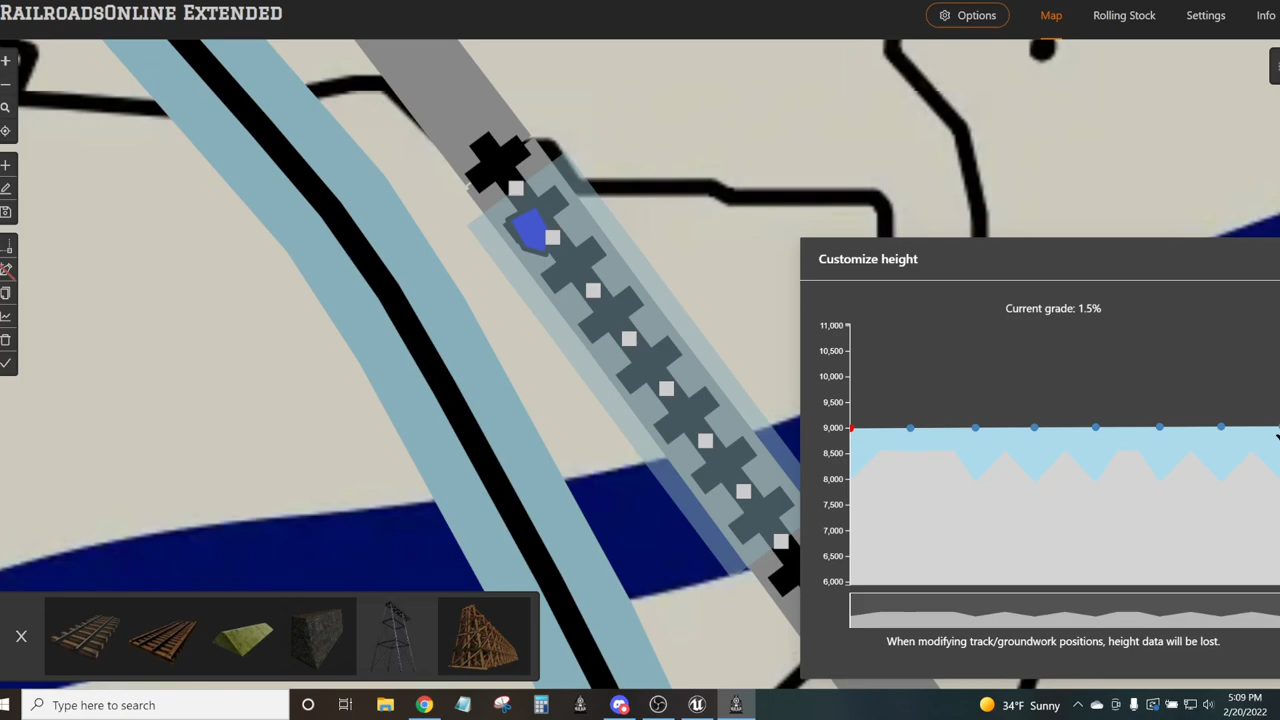 RailroadsOnline Extended
Options
Map
Rolling Stock
Settings
Info
Customize height
Current grade: 1.5%
11,000
10,500
10,000
9,500
9,000
8,500
8,000
7,500
7,000
6,500
6,000
When modifying track/groundwork positions, height data will be lost.
Type here to search
34°F Sunny
5:09 PM
2/20/2022